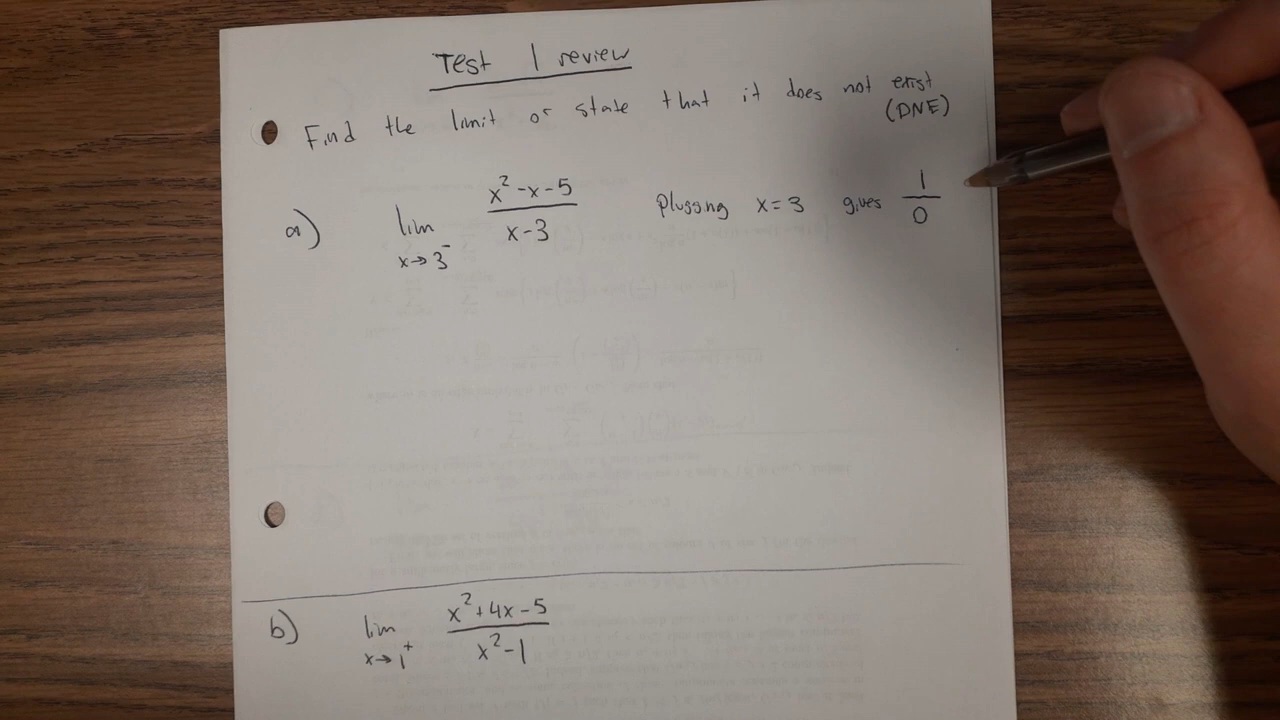 Test 1 review
Find the limit or state that it does not exist
(DNE)
a) lim x→3⁻ (x²-x-5)/(x-3) plugging x=3 gives 1/0
b) lim x→1⁺ (x²+4x-5)/(x²-1)